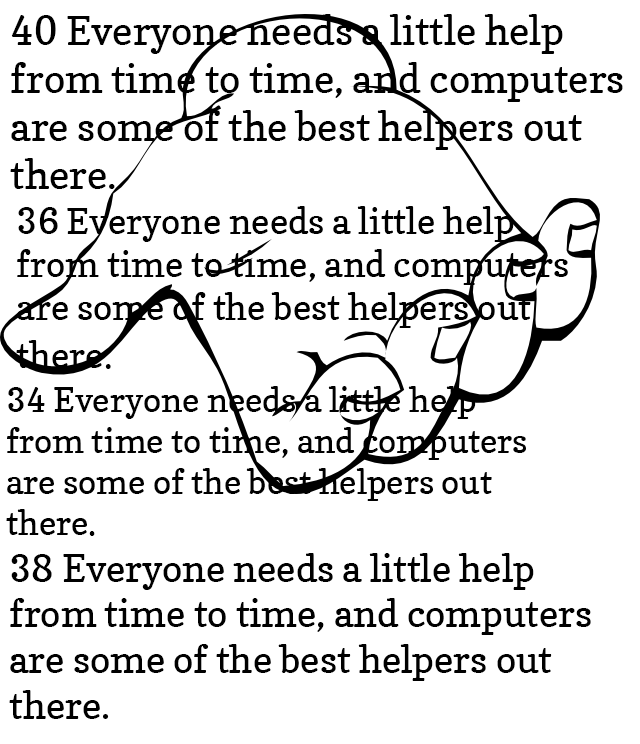 40 Everyone needs a little help
from time to time, and computers
are some of the best helpers out
there.
36 Everyone needs a little help
from time to time, and computers
are some of the best helpers out
there.
34 Everyone needs a little help
from time to time, and computers
are some of the best helpers out
there.
38 Everyone needs a little help
from time to time, and computers
are some of the best helpers out
there.